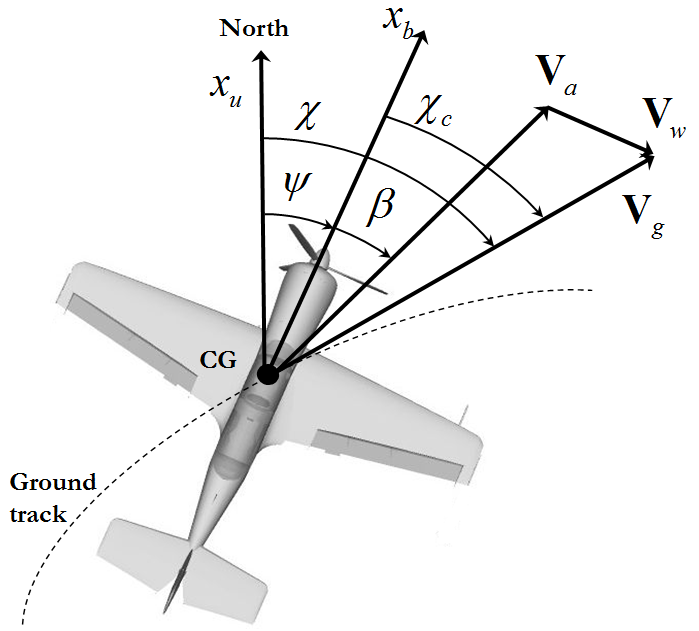 North
x_b
x_u
V_a
χ
χ_c
V_w
ψ
β
V_g
CG
Ground
track